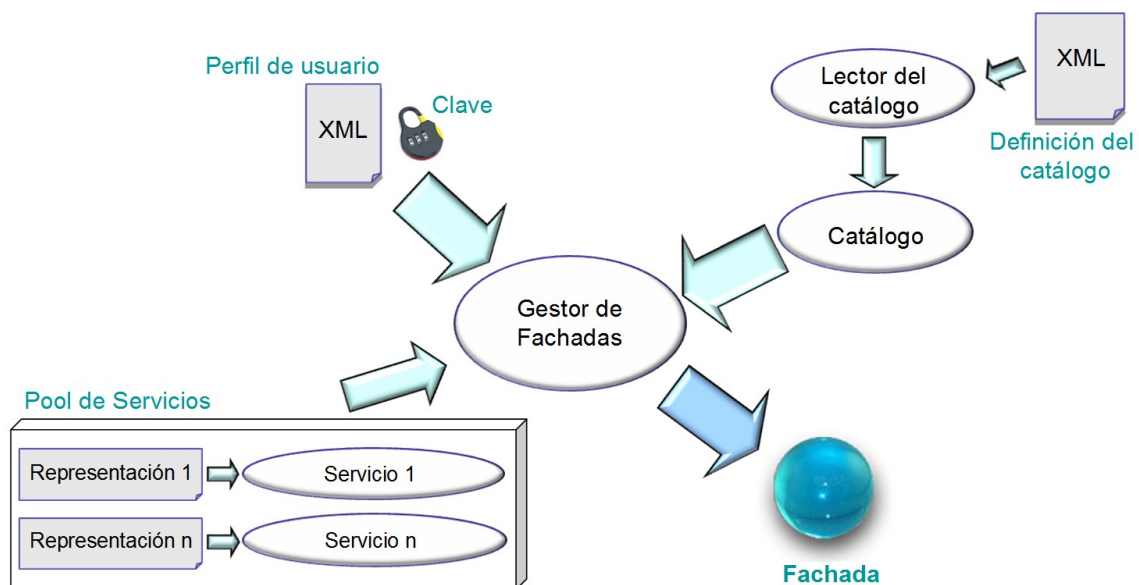 Perfil de usuario
XML
Clave
Lector del
catálogo
XML
Definición del
catálogo
Catálogo
Gestor de
Fachadas
Pool de Servicios
Representación 1
Servicio 1
Representación n
Servicio n
Fachada